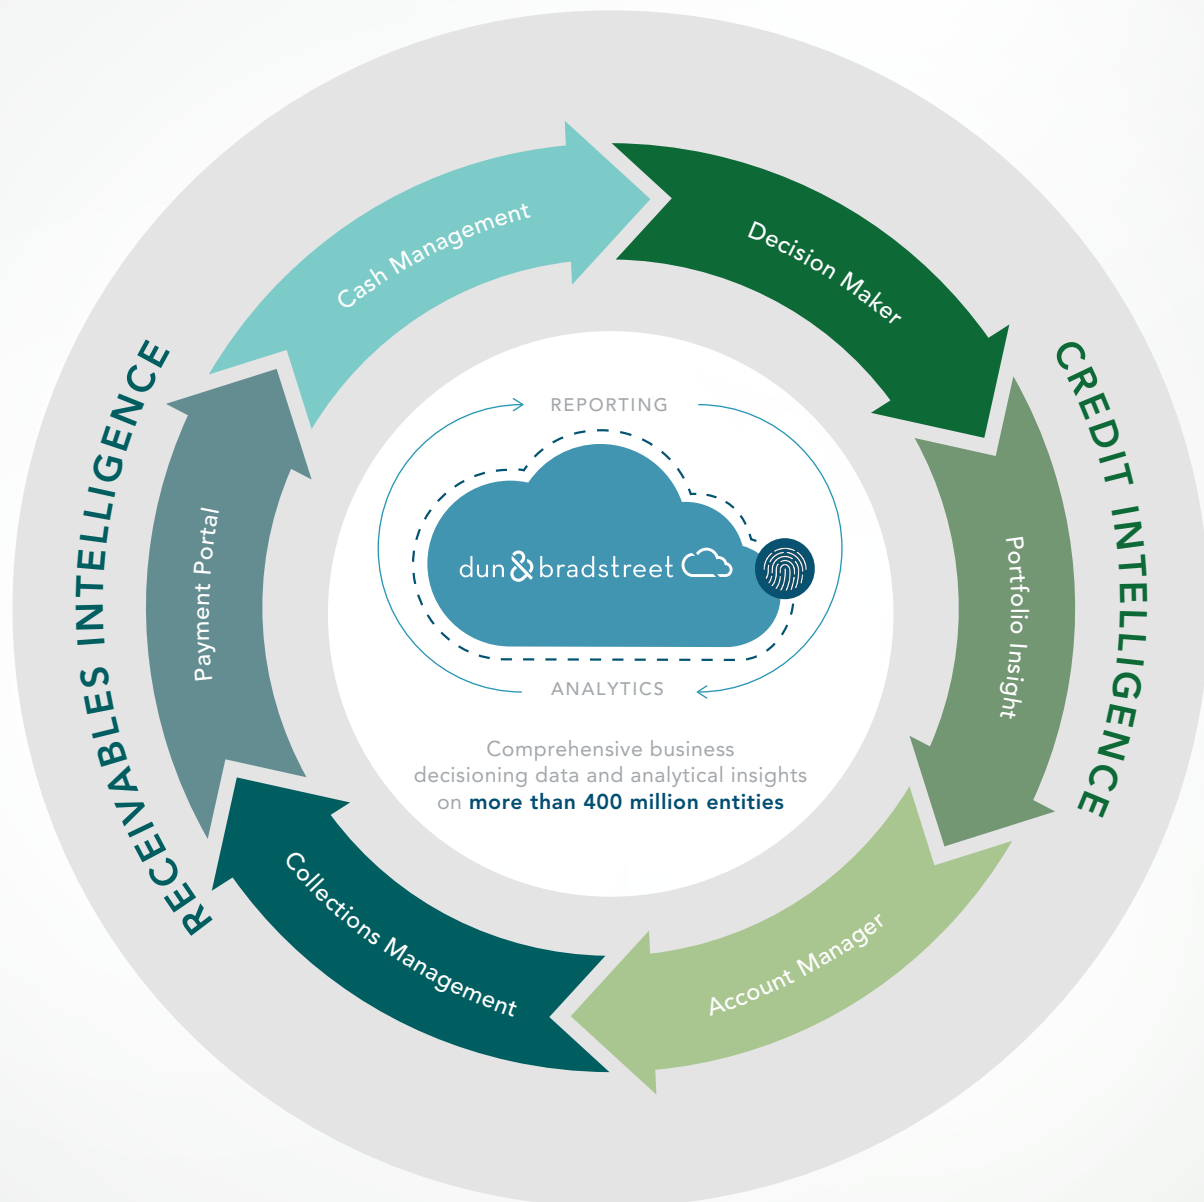 Cash Management
Decision Maker
RECEIVABLES INTELLIGENCE
CREDIT INTELLIGENCE
REPORTING
dun&bradstreet
Payment Portal
Portfolio Insight
ANALYTICS
Comprehensive business
decisioning data and analytical insights
on more than 400 million entities
Collections Management
Account Manager